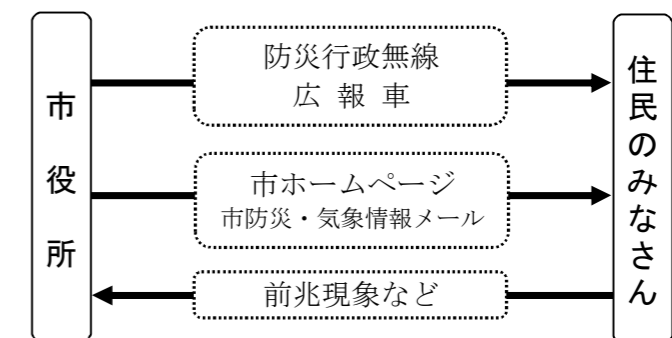 市役所
防災行政無線
広報車
市ホームページ
市防災・気象情報メール
前兆現象など
住民のみなさん